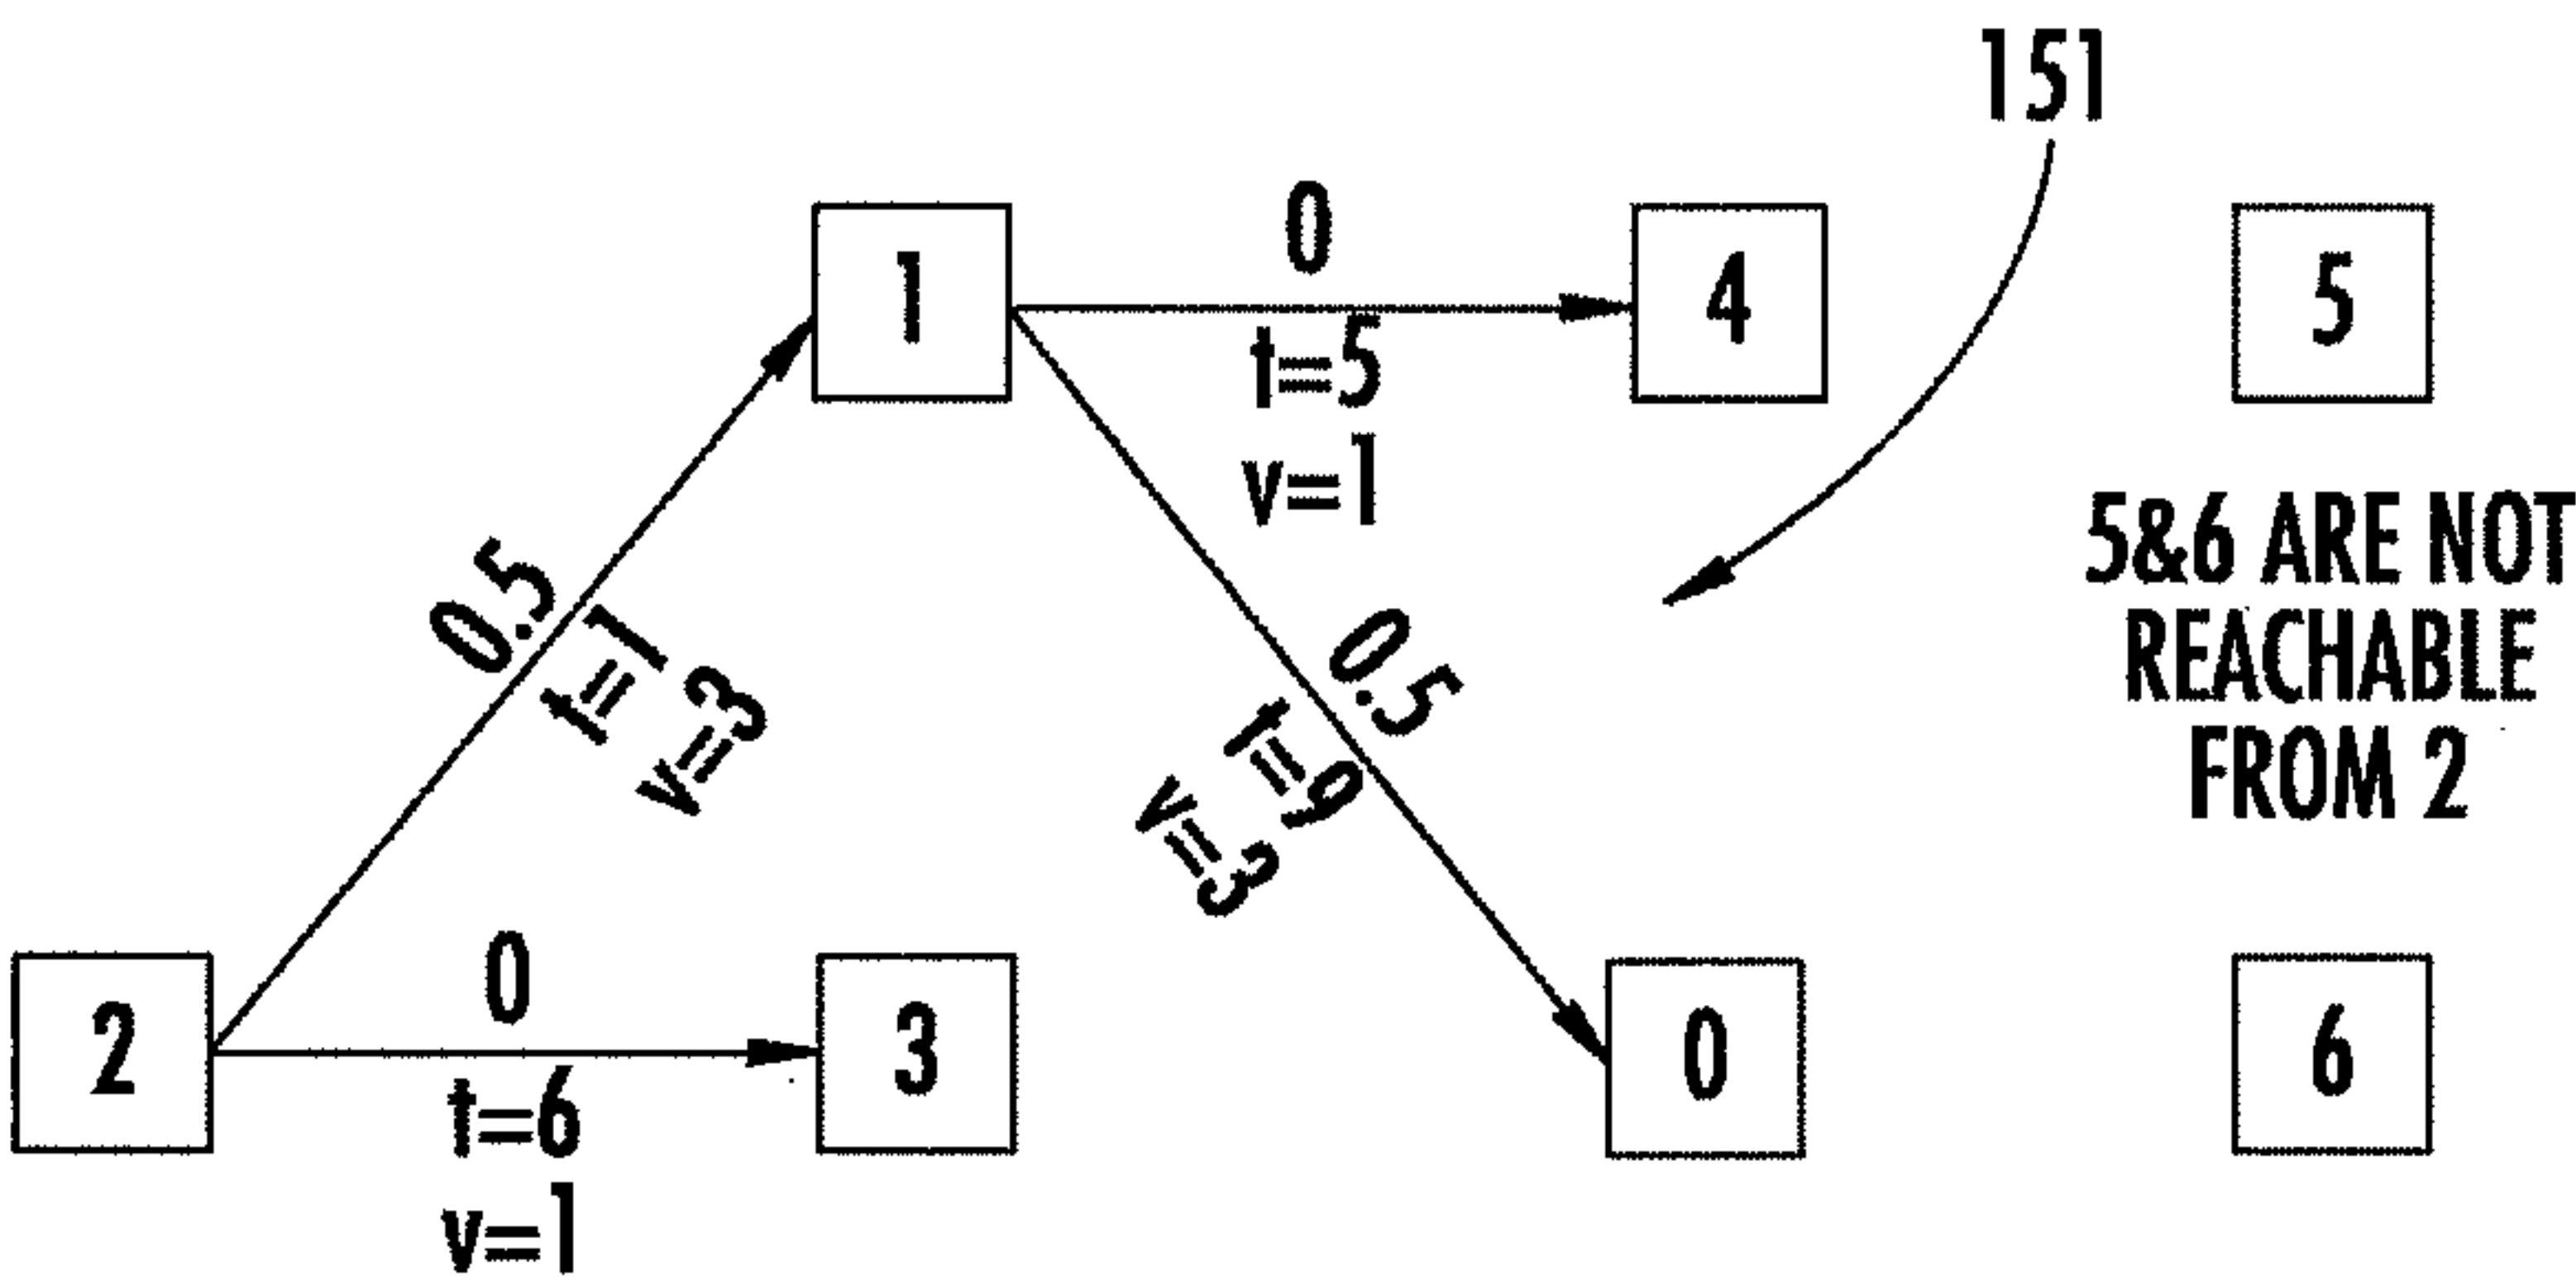 151
0
1
4
5
t=5
v=1
5&6 ARE NOT
REACHABLE
FROM 2
0.5
t=1
v=3
0.5
t=9
v=3
0
2
3
0
6
t=6
v=1